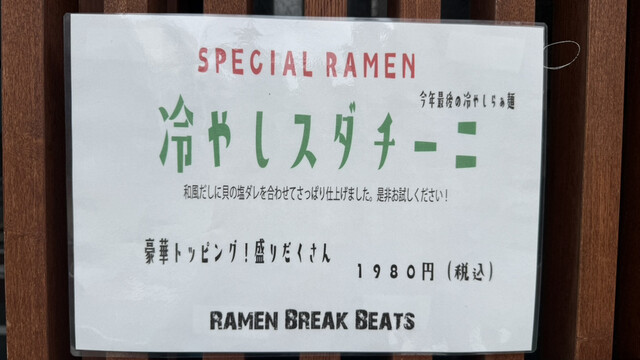 SPECIAL RAMEN
今年最後の冷やしらぁ麺
冷やしスダチーニ
和風だしに貝の塩ダレを合わせてさっぱり仕上げました。是非お試しください！
豪華トッピング！盛りだくさん
1980円（税込）
RAMEN BREAK BEATS